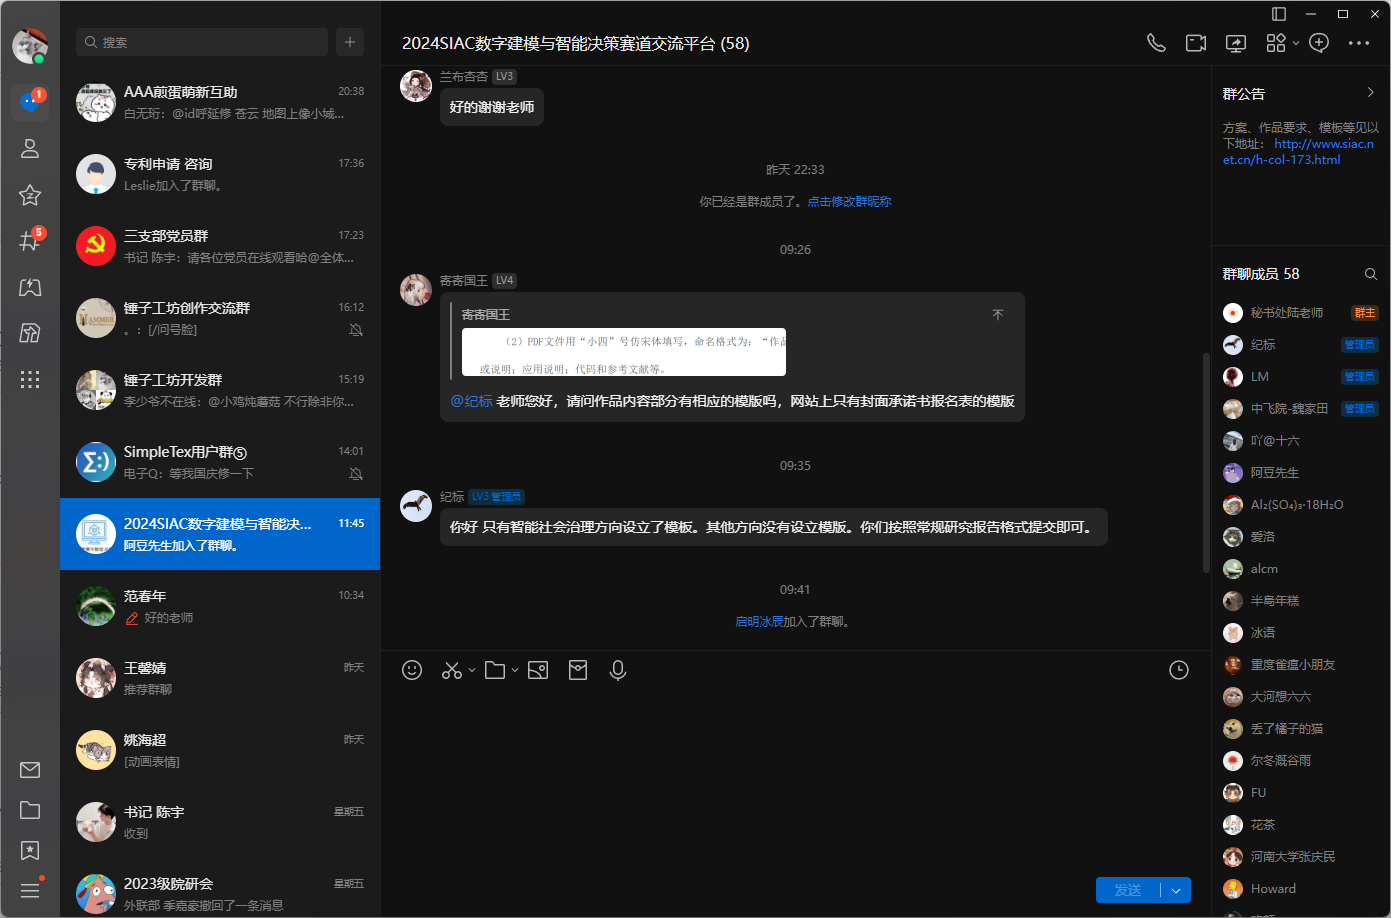 搜索
1
5
AAA煎蛋萌新互助
20:38
白无珩：@id呼延修 苍云 地图上像小城...
专利申请 咨询
17:36
Leslie加入了群聊。
三支部党员群
17:23
书记 陈宇：请各位党员在线观看哈@全体...
锤子工坊创作交流群
16:12
。：[/问号脸]
锤子工坊开发群
15:19
李少爷不在线：@小鸡炖蘑菇 不行除非你...
SimpleTex用户群⑤
14:01
电子Q：等我国庆修一下
2024SIAC数字建模与智能决...
11:45
阿豆先生加入了群聊。
范春年
10:34
好的老师
王馨婧
昨天
推荐群聊
姚海超
昨天
[动画表情]
书记 陈宇
星期五
收到
2023级院研会
星期五
外联部 季嘉豪撤回了一条消息
2024SIAC数字建模与智能决策赛道交流平台 (58)
兰布杏杏 LV3
好的谢谢老师
昨天 22:33
你已经是群成员了。点击修改群昵称
09:26
寄寄国王 LV4
寄寄国王
（2）PDF文件用“小四”号仿宋体填写，命名格式为：“作品
或说明；应用说明；代码和参考文献等。
@纪标 老师您好，请问作品内容部分有相应的模版吗，网站上只有封面承诺书报名表的模版
09:35
纪标 LV3 管理员
你好 只有智能社会治理方向设立了模板。其他方向没有设立模版。你们按照常规研究报告格式提交即可。
09:41
启明冰辰加入了群聊。
发送
群公告
方案、作品要求、模板等见以
下地址： http://www.siac.n
et.cn/h-col-173.html
群聊成员 58
秘书处陆老师 群主
纪标 管理员
LM 管理员
中飞院-魏家田 管理员
吖@十六
阿豆先生
Al₂(SO₄)₃·18H₂O
爱洛
alcm
半岛年糕
冰语
重度雀瘟小朋友
大河想六六
丢了橘子的猫
尔冬溉谷雨
FU
花茶
河南大学张庆民
Howard